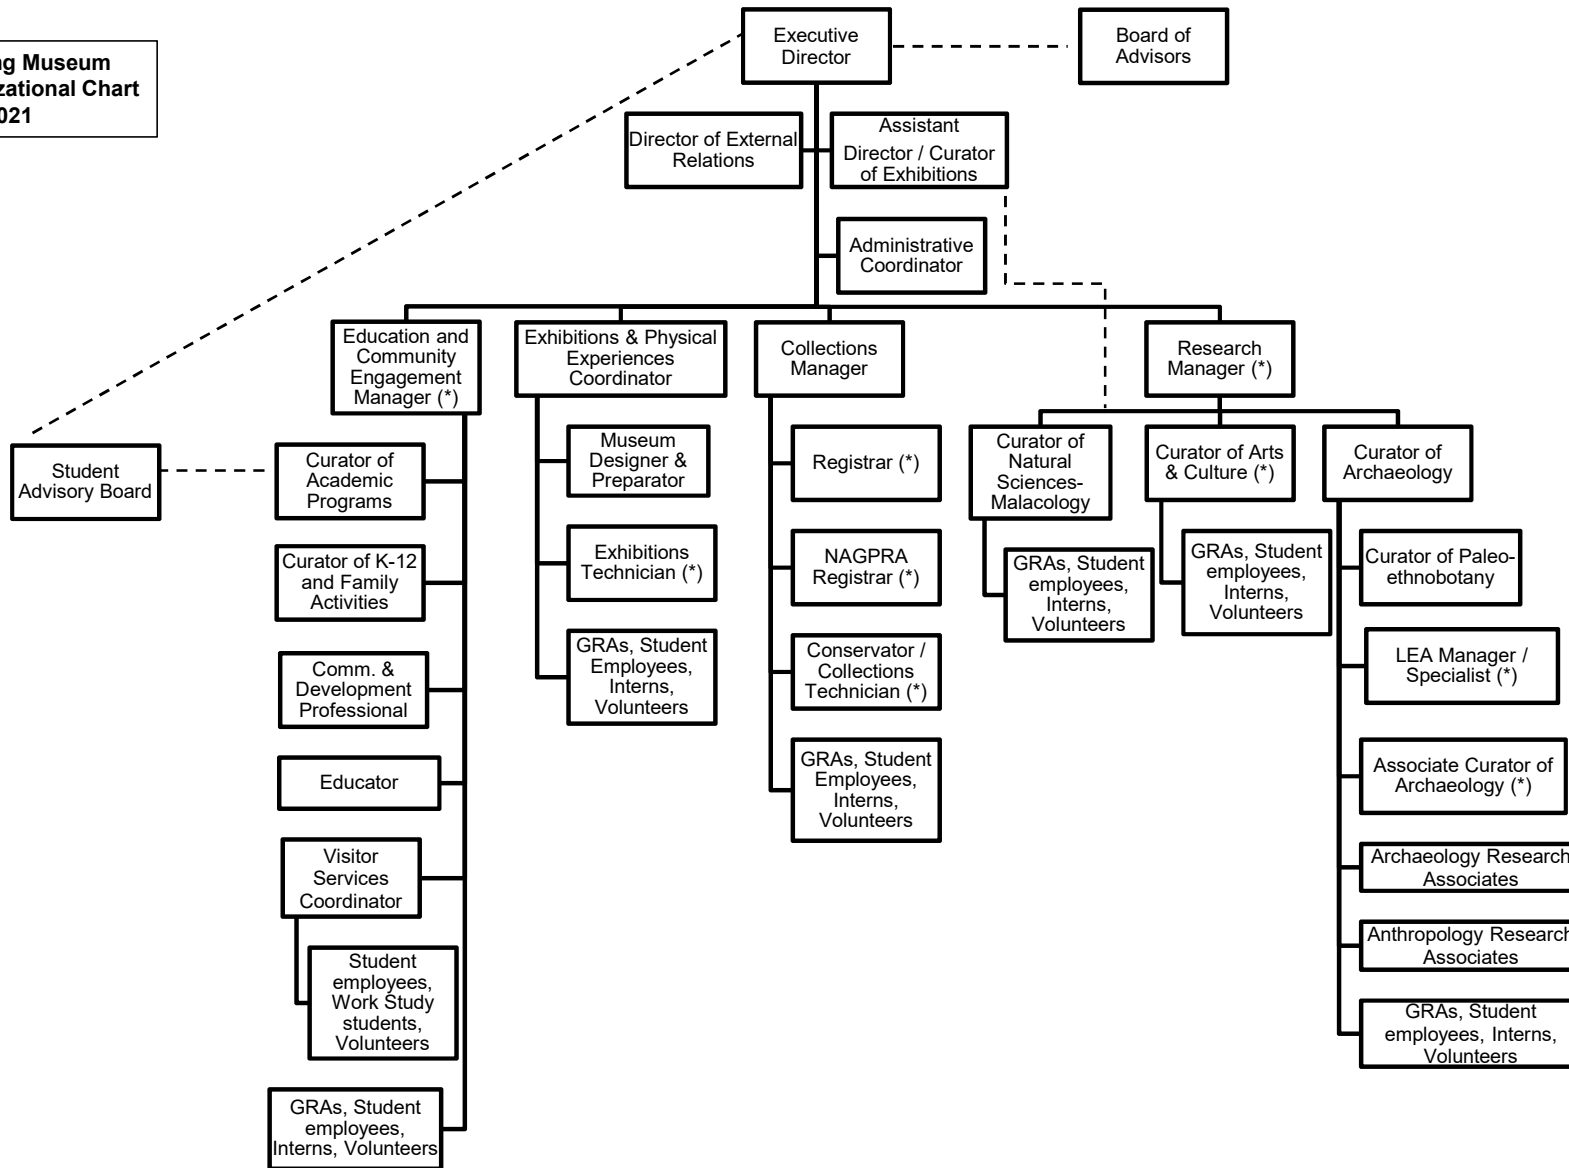 Executive
Director
Board of
Advisors
Museum
Chart
Director of External
Relations
Assistant
Director / Curator
of Exhibitions
Administrative
Coordinator
Education and
Community
Engagement
Manager (*)
Exhibitions & Physical
Experiences
Coordinator
Collections
Manager
Research
Manager (*)
Student
Advisory Board
Curator of
Academic
Programs
Curator of K-12
and Family
Activities
Comm. &
Development
Professional
Educator
Visitor
Services
Coordinator
Student
employees,
Work Study
students,
Volunteers
GRAs, Student
employees,
Interns, Volunteers
Museum
Designer &
Preparator
Exhibitions
Technician (*)
GRAs, Student
Employees,
Interns,
Volunteers
Registrar (*)
NAGPRA
Registrar (*)
Conservator /
Collections
Technician (*)
GRAs, Student
Employees,
Interns,
Volunteers
Curator of
Natural
Sciences-
Malacology
GRAs, Student
employees,
Interns,
Volunteers
Curator of Arts
& Culture (*)
GRAs, Student
employees,
Interns,
Volunteers
Curator of
Archaeology
Curator of Paleo-
ethnobotany
LEA Manager /
Specialist (*)
Associate Curator of
Archaeology (*)
Archaeology Research
Associates
Anthropology Research
Associates
GRAs, Student
employees, Interns,
Volunteers